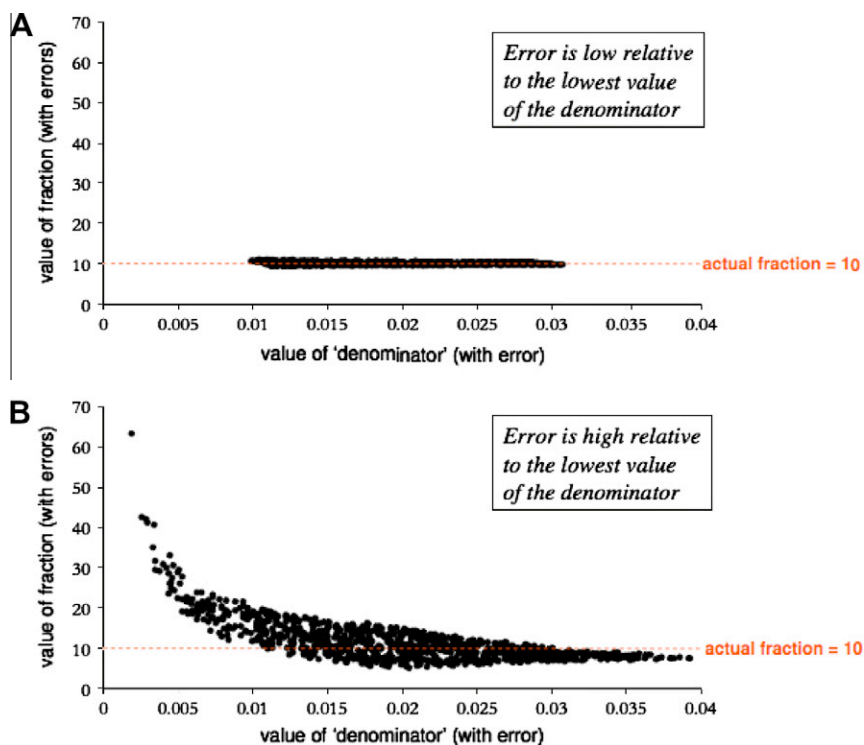 A
value of fraction (with errors)
70
60
50
40
30
20
10
0
Error is low relative
to the lowest value
of the denominator
actual fraction = 10
0 0.005 0.01 0.015 0.02 0.025 0.03 0.035 0.04
value of 'denominator' (with error)
B
value of fraction (with errors)
70
60
50
40
30
20
10
0
Error is high relative
to the lowest value
of the denominator
actual fraction = 10
0 0.005 0.01 0.015 0.02 0.025 0.03 0.035 0.04
value of 'denominator' (with error)